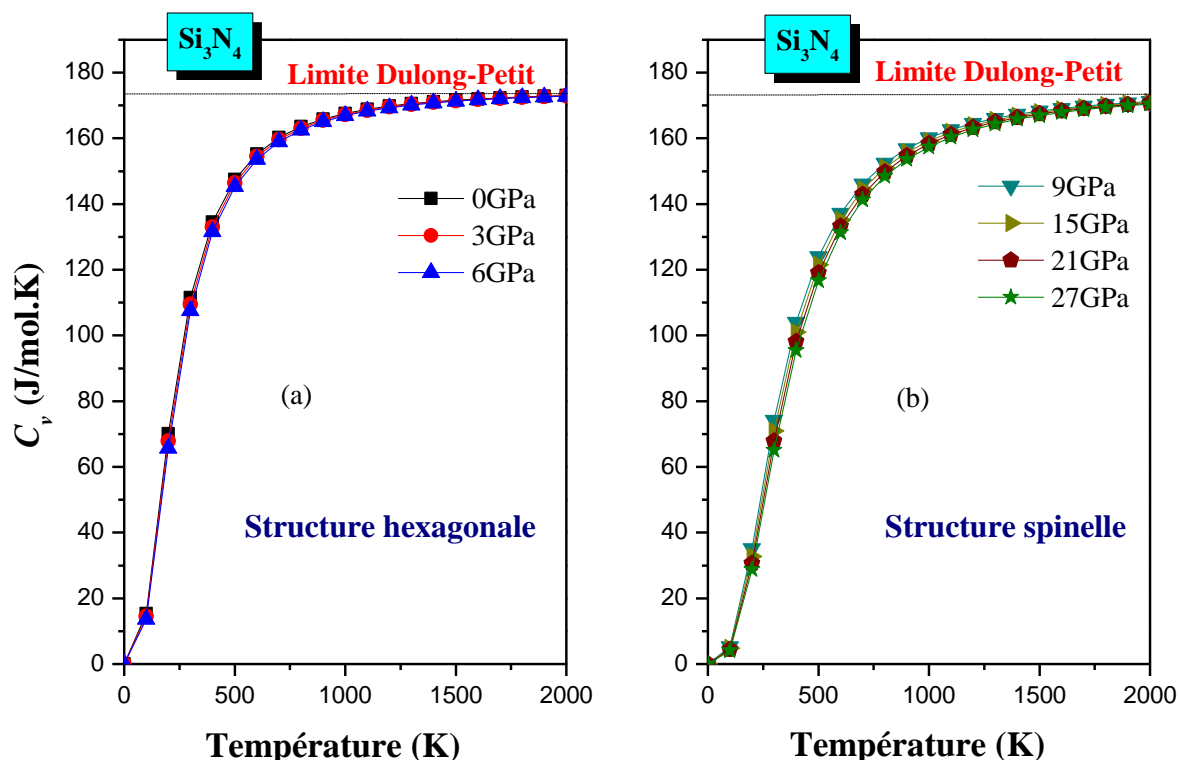 Si3N4
Limite Dulong-Petit
180
160
140
120
100
80
60
40
20
0
Cv (J/mol.K)
0GPa
3GPa
6GPa
(a)
Structure hexagonale
0 500 1000 1500 2000
Température (K)
Si3N4
Limite Dulong-Petit
180
160
140
120
100
80
60
40
20
0
9GPa
15GPa
21GPa
27GPa
(b)
Structure spinelle
0 500 1000 1500 2000
Température (K)